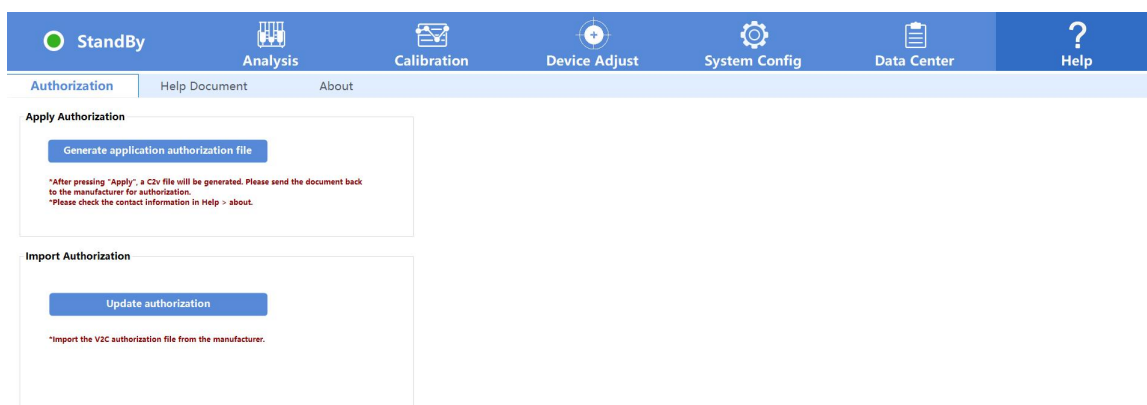 StandBy
Analysis
Calibration
Device Adjust
System Config
Data Center
Help
Authorization
Help Document
About
Apply Authorization
Generate application authorization file
*After pressing "Apply", a C2v file will be generated. Please send the document back
to the manufacturer for authorization.
*Please check the contact information in Help > about.
Import Authorization
Update authorization
*Import the V2C authorization file from the manufacturer.